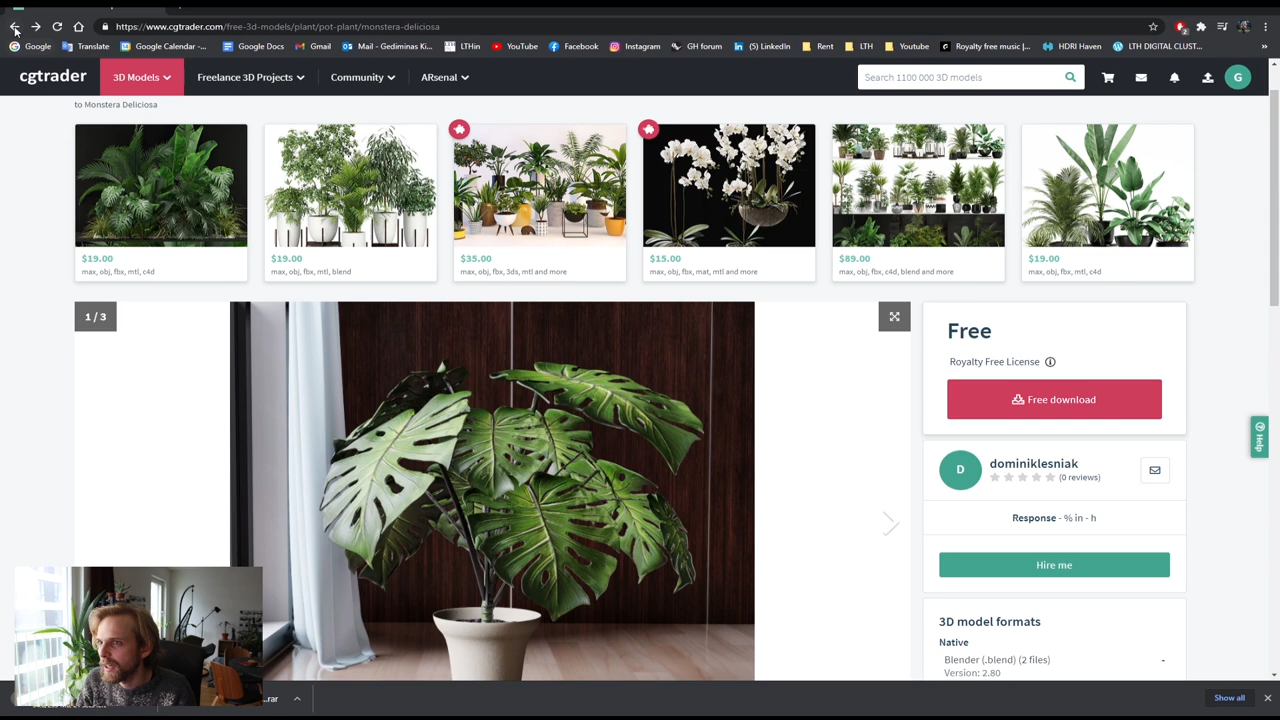 https://www.cgtrader.com/free-3d-models/plant/pot-plant/monstera-deliciosa
Google Translate Google Calendar -... Google Docs Gmail Mail - Gediminas Ki... LTHin YouTube Facebook Instagram GH forum (5) LinkedIn Rent LTH Youtube Royalty free music |... HDRI Haven LTH DIGITAL CLUST... »
cgtrader 3D Models Freelance 3D Projects Community ARsenal Search 1100 000 3D models G
to Monstera Deliciosa
$19.00 $19.00 $35.00 $15.00 $89.00 $19.00
max, obj, fbx, mtl, c4d max, obj, fbx, mtl, blend max, obj, fbx, 3ds, mtl and more max, obj, fbx, mat, mtl and more max, obj, fbx, c4d, blend and more max, obj, fbx, mtl, c4d
1 / 3
Free
Royalty Free License
Free download
Help
D dominiklesniak
(0 reviews)
Response - % in - h
Hire me
3D model formats
Native
Blender (.blend) (2 files) -
Version: 2.80
...rar Show all